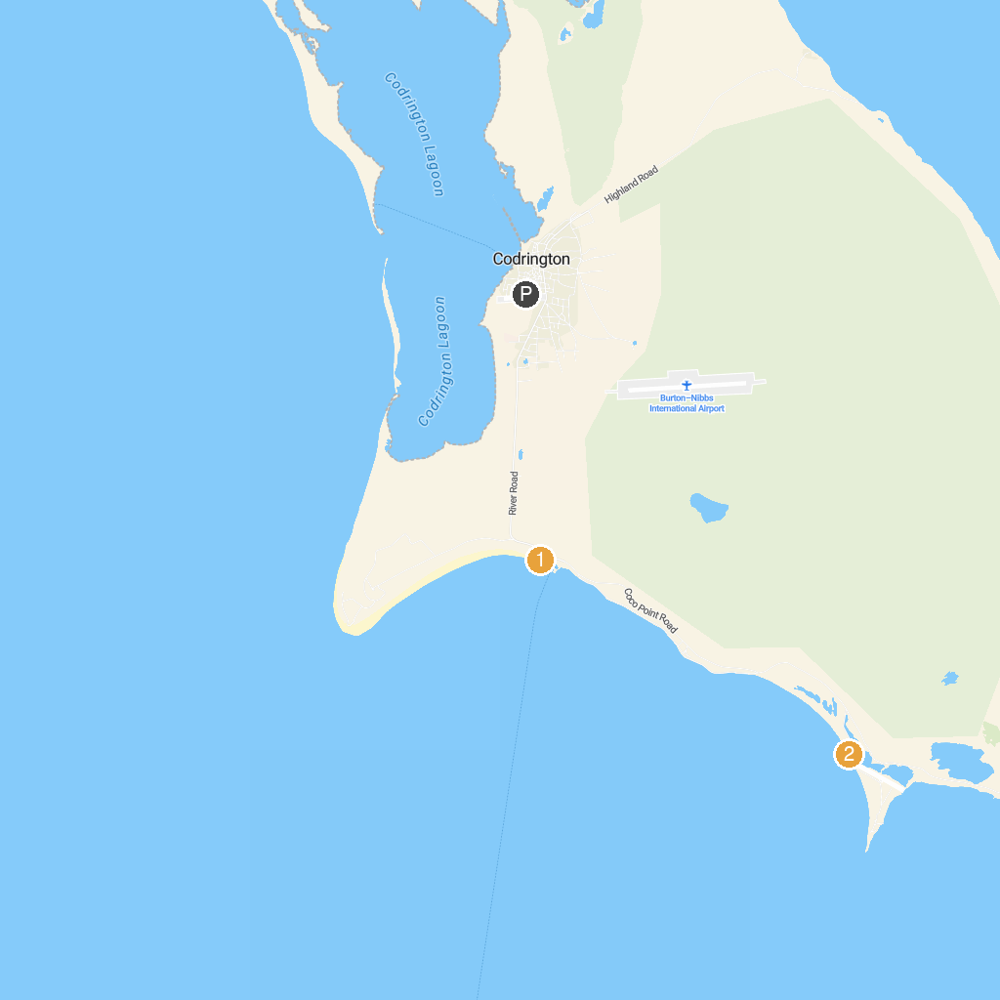 Codrington Lagoon
Highland Road
Codrington
P
Codrington Lagoon
Burton-Nibbs
International Airport
River Road
1
Coco Point Road
2